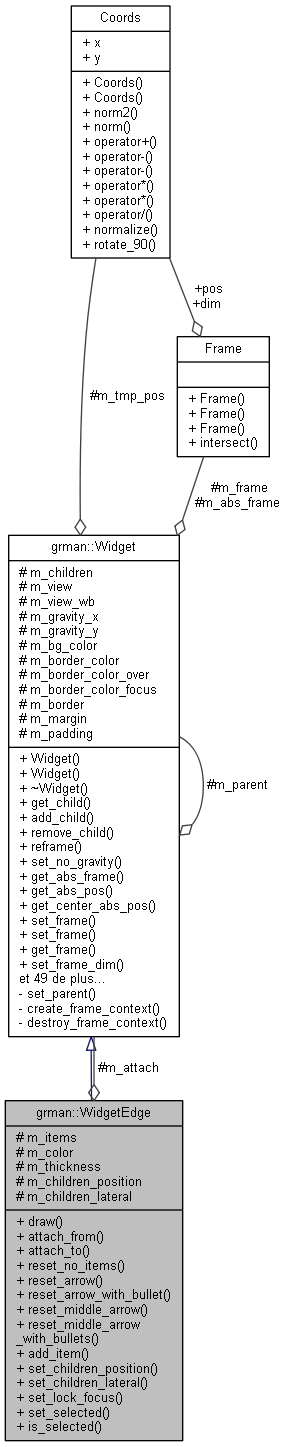 Coords
+ x
+ y
+ Coords()
+ Coords()
+ norm2()
+ norm()
+ operator+()
+ operator-()
+ operator-()
+ operator*()
+ operator*()
+ operator/()
+ normalize()
+ rotate_90()
+pos
+dim
Frame
+ Frame()
+ Frame()
+ Frame()
+ intersect()
#m_tmp_pos
#m_frame
#m_abs_frame
grman::Widget
# m_children
# m_view
# m_view_wb
# m_gravity_x
# m_gravity_y
# m_bg_color
# m_border_color
# m_border_color_over
# m_border_color_focus
# m_border
# m_margin
# m_padding
+ Widget()
+ Widget()
+ ~Widget()
+ get_child()
+ add_child()
+ remove_child()
+ reframe()
+ set_no_gravity()
+ get_abs_frame()
+ get_abs_pos()
+ get_center_abs_pos()
+ set_frame()
+ set_frame()
+ get_frame()
+ set_frame_dim()
et 49 de plus...
- set_parent()
- create_frame_context()
- destroy_frame_context()
#m_parent
#m_attach
grman::WidgetEdge
# m_items
# m_color
# m_thickness
# m_children_position
# m_children_lateral
+ draw()
+ attach_from()
+ attach_to()
+ reset_no_items()
+ reset_arrow()
+ reset_arrow_with_bullet()
+ reset_middle_arrow()
+ reset_middle_arrow
_with_bullets()
+ add_item()
+ set_children_position()
+ set_children_lateral()
+ set_lock_focus()
+ set_selected()
+ is_selected()